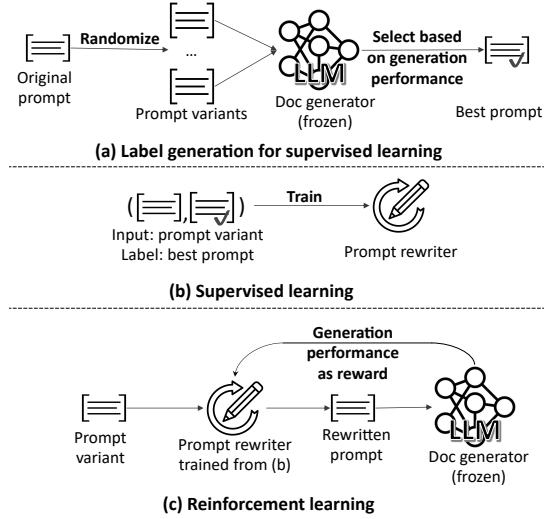 Randomize
...
LLM
Select based
on generation
performance
Original
prompt
Prompt variants
Doc generator
(frozen)
Best prompt
(a) Label generation for supervised learning
( , )
Train
Input: prompt variant
Label: best prompt
Prompt rewriter
(b) Supervised learning
Generation
performance
as reward
LLM
Prompt
variant
Prompt rewriter
trained from (b)
Rewritten
prompt
Doc generator
(frozen)
(c) Reinforcement learning